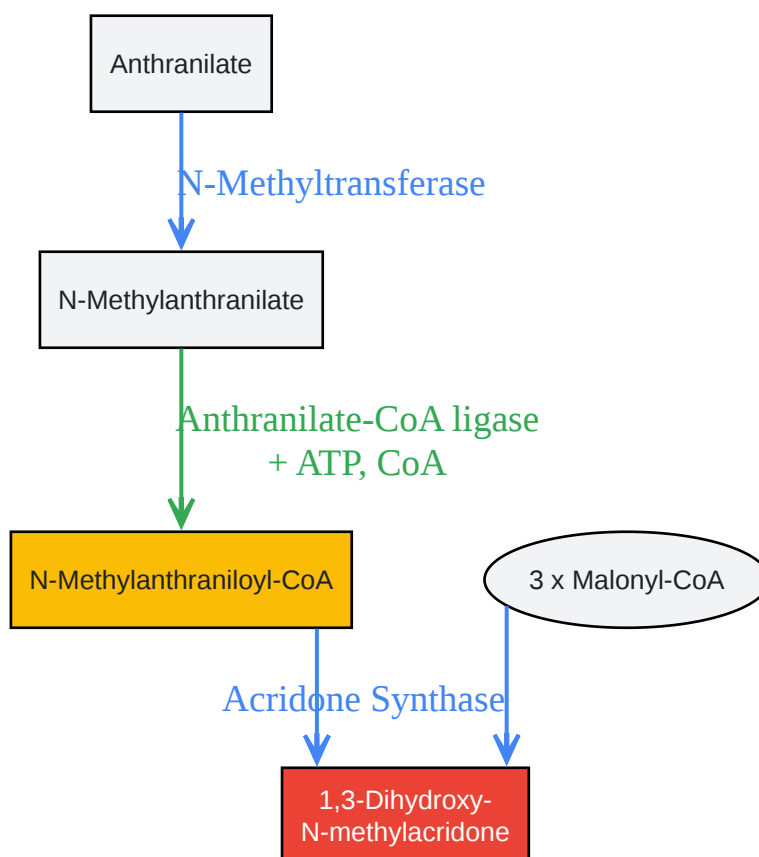 Anthranilate
N-Methyltransferase
N-Methylanthranilate
Anthranilate-CoA ligase
+ ATP, CoA
N-Methylanthraniloyl-CoA
3 x Malonyl-CoA
Acridone Synthase
1,3-Dihydroxy-
N-methylacridone